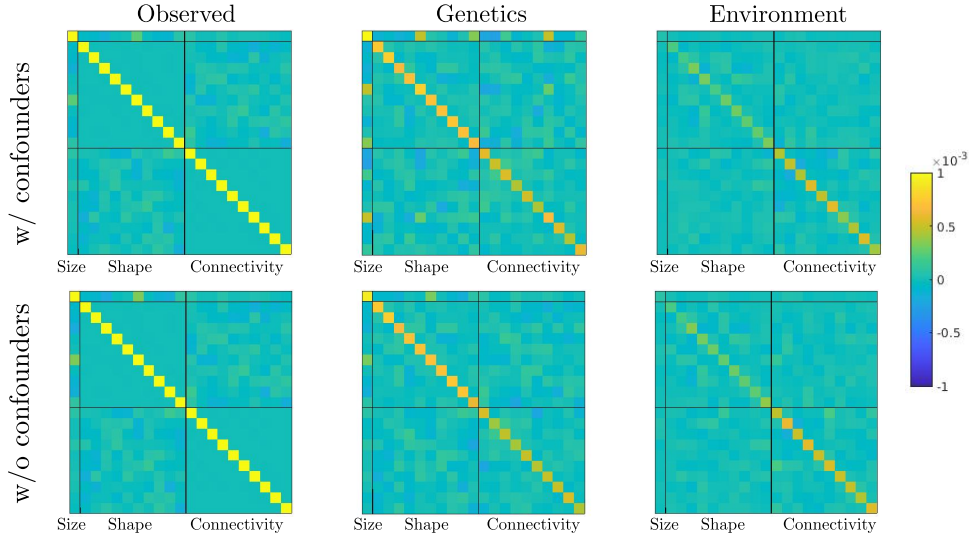 Observed Genetics Environment
w/ confounders
×10⁻³
1
0.5
0
-0.5
-1
Size Shape Connectivity Size Shape Connectivity Size Shape Connectivity
w/o confounders
Size Shape Connectivity Size Shape Connectivity Size Shape Connectivity